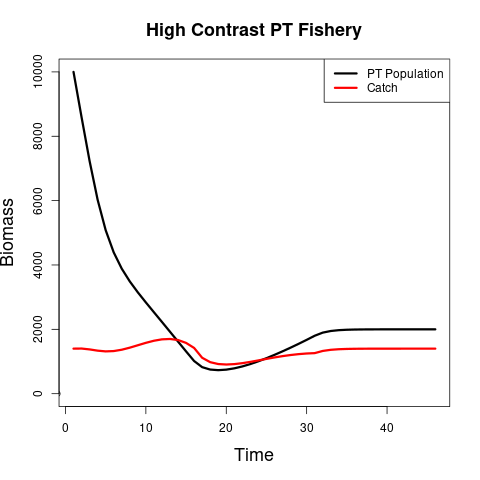 High Contrast PT Fishery
PT Population
Catch
10000
8000
6000
4000
2000
0
Biomass
0 10 20 30 40
Time